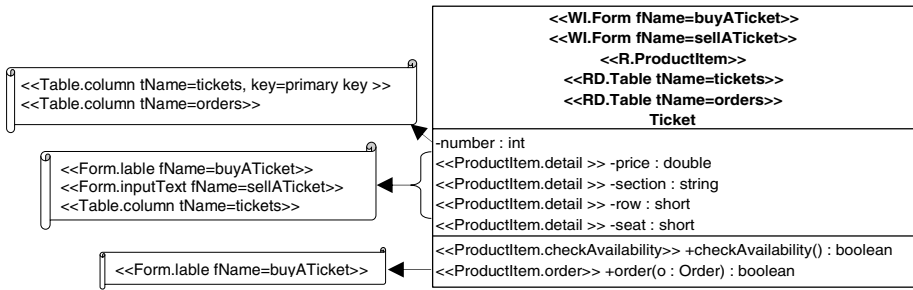 <<WI.Form fName=buyATicket>>
<<WI.Form fName=sellATicket>>
<<R.ProductItem>>
<<RD.Table tName=tickets>>
<<RD.Table tName=orders>>
Ticket
<<Table.column tName=tickets, key=primary key >>
<<Table.column tName=orders>>
-number : int
<<Form.lable fName=buyATicket>>
<<Form.inputText fName=sellATicket>>
<<Table.column tName=tickets>>
<<ProductItem.detail >> -price : double
<<ProductItem.detail >> -section : string
<<ProductItem.detail >> -row : short
<<ProductItem.detail >> -seat : short
<<Form.lable fName=buyATicket>>
<<ProductItem.checkAvailability>> +checkAvailability() : boolean
<<ProductItem.order>> +order(o : Order) : boolean